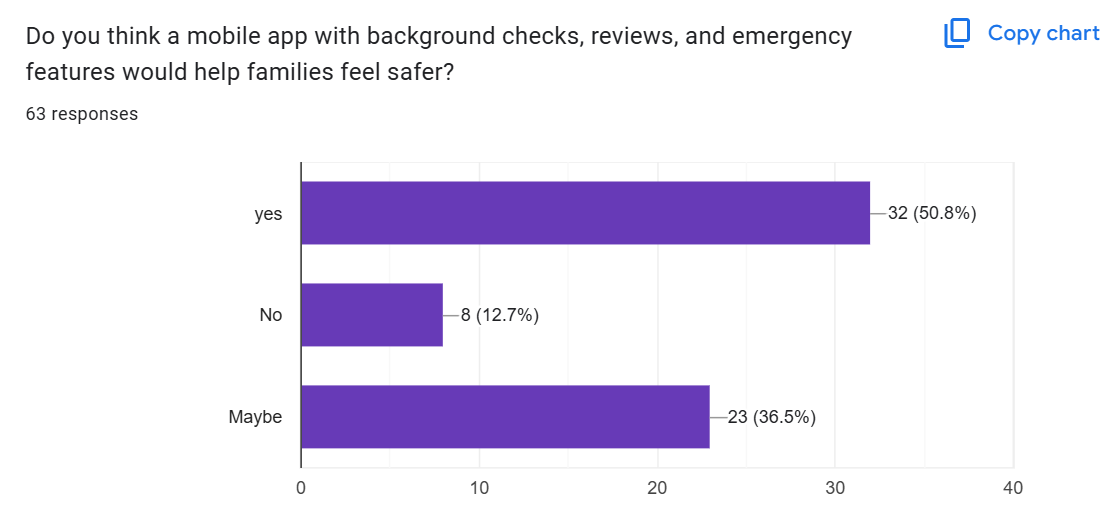 Do you think a mobile app with background checks, reviews, and emergency
features would help families feel safer?
Copy chart
63 responses
yes
32 (50.8%)
No
8 (12.7%)
Maybe
23 (36.5%)
0 10 20 30 40